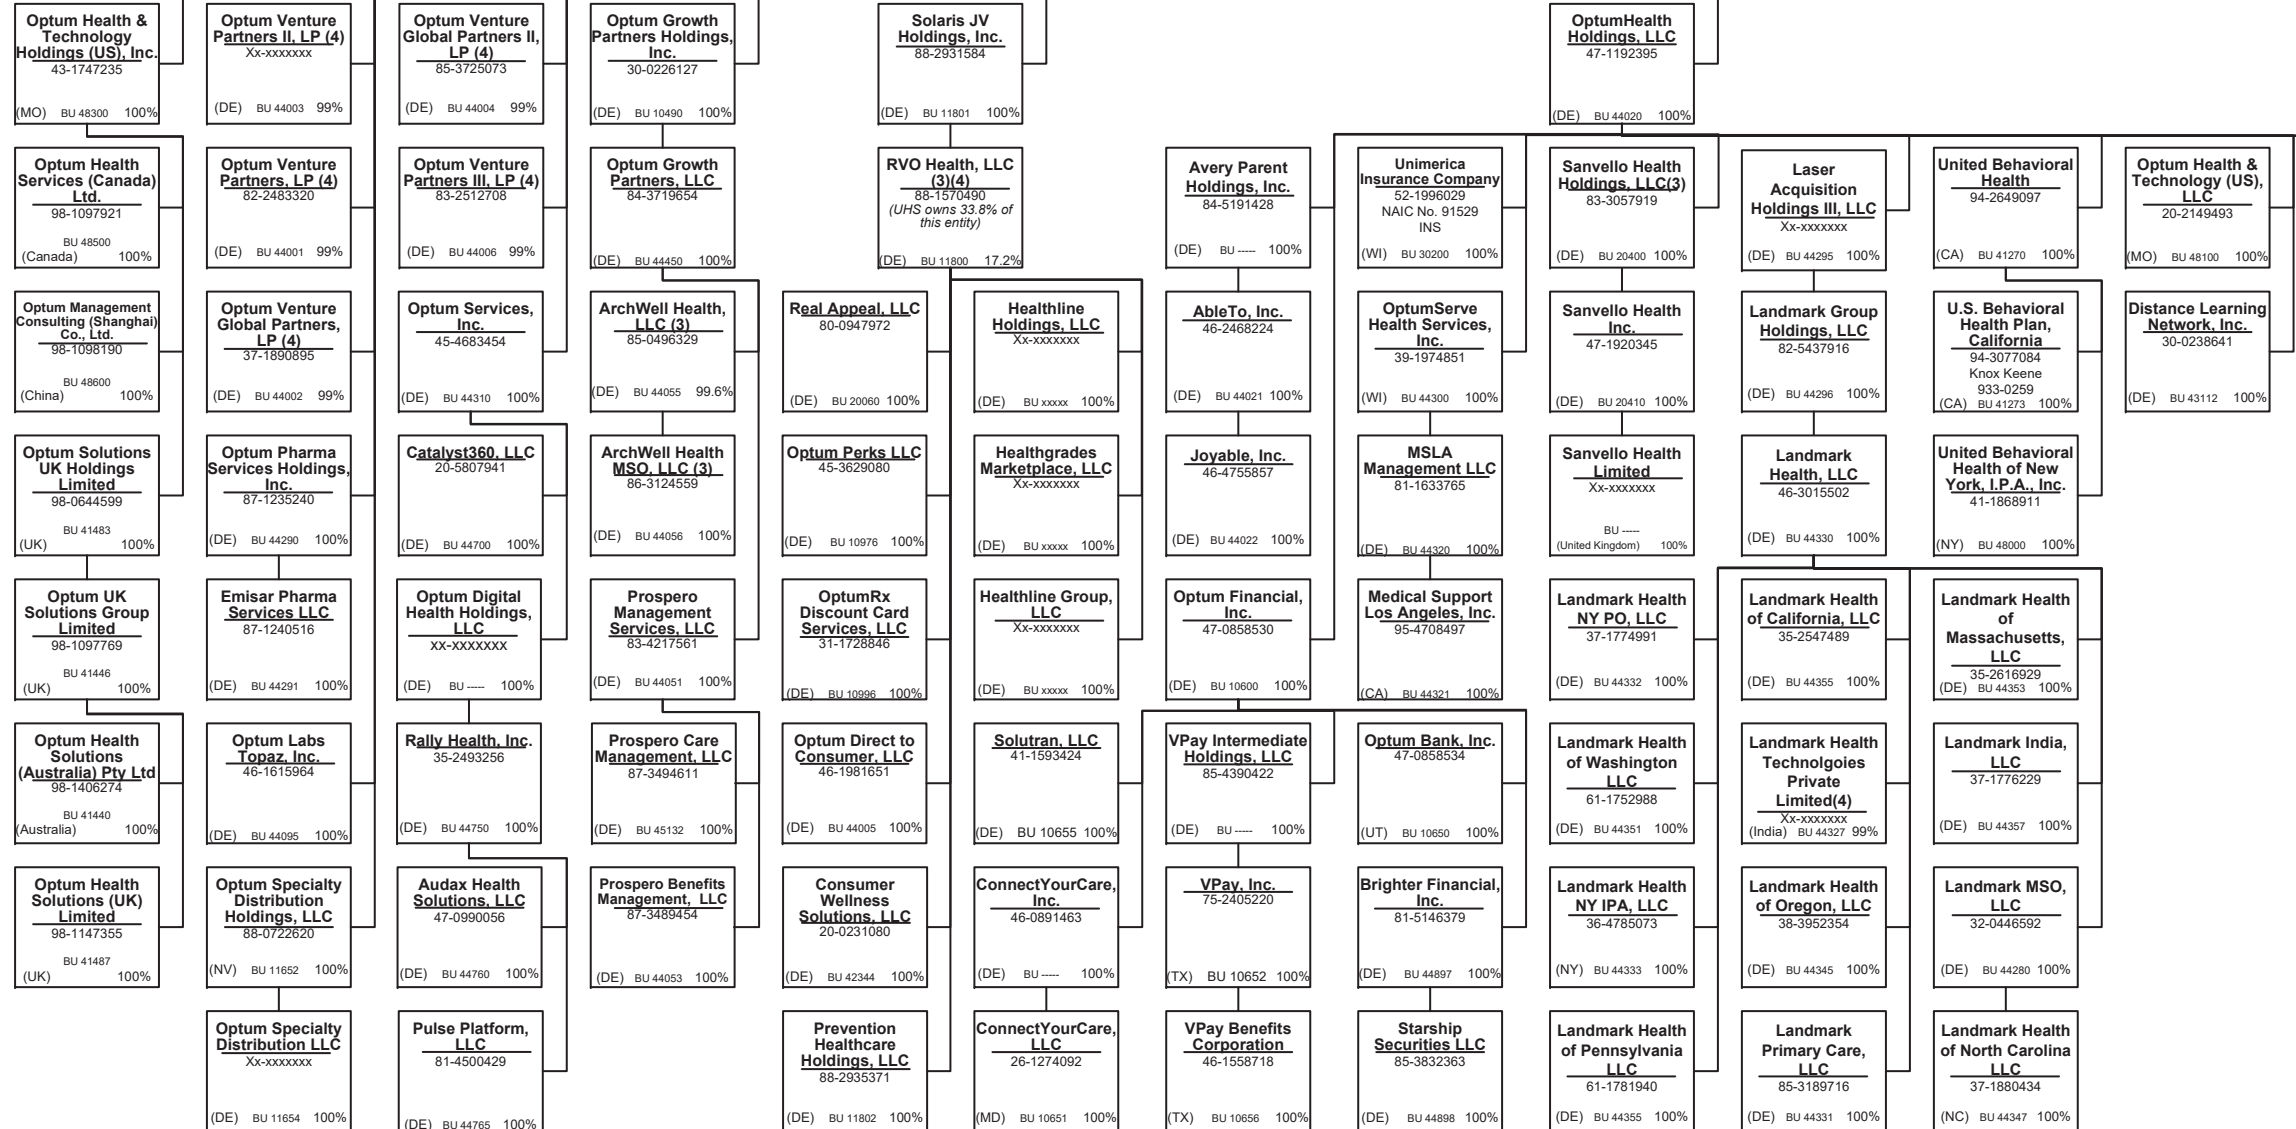 Optum Health &
Technology
Holdings (US), Inc.
43-1747235
(MO) BU 48300 100%
Optum Venture
Partners II, LP (4)
Xx-xxxxxxx
(DE) BU 44003 99%
Optum Venture
Global Partners II,
LP (4)
85-3725073
(DE) BU 44004 99%
Optum Growth
Partners Holdings,
Inc.
30-0226127
(DE) BU 10490 100%
Solaris JV
Holdings, Inc.
88-2931584
(DE) BU 11801 100%
OptumHealth
Holdings, LLC
47-1192395
(DE) BU 44020 100%
Optum Health
Services (Canada)
Ltd.
98-1097921
BU 48500
(Canada) 100%
Optum Venture
Partners, LP (4)
82-2483320
(DE) BU 44001 99%
Optum Venture
Partners III, LP (4)
83-2512708
(DE) BU 44006 99%
Optum Growth
Partners, LLC
84-3719654
(DE) BU 44450 100%
RVO Health, LLC
(3)(4)
88-1570490
(UHS owns 33.8% of
this entity)
(DE) BU 11800 17.2%
Avery Parent
Holdings, Inc.
84-5191428
(DE) BU ----- 100%
Unimerica
Insurance Company
52-1996029
NAIC No. 91529
INS
(WI) BU 30200 100%
Sanvello Health
Holdings, LLC(3)
83-3057919
(DE) BU 20400 100%
Laser
Acquisition
Holdings III, LLC
Xx-xxxxxxx
(DE) BU 44295 100%
United Behavioral
Health
94-2649097
(CA) BU 41270 100%
Optum Health &
Technology (US),
LLC
20-2149493
(MO) BU 48100 100%
Optum Management
Consulting (Shanghai)
Co., Ltd.
98-1098190
BU 48600
(China) 100%
Optum Venture
Global Partners,
LP (4)
37-1890895
(DE) BU 44002 99%
Optum Services,
Inc.
45-4683454
(DE) BU 44310 100%
ArchWell Health,
LLC (3)
85-0496329
(DE) BU 44055 99.6%
Real Appeal, LLC
80-0947972
(DE) BU 20060 100%
Healthline
Holdings, LLC
Xx-xxxxxxx
(DE) BU xxxxx 100%
AbleTo, Inc.
46-2468224
(DE) BU 44021 100%
OptumServe
Health Services,
Inc.
39-1974851
(WI) BU 44300 100%
Sanvello Health
Inc.
47-1920345
(DE) BU 20410 100%
Landmark Group
Holdings, LLC
82-5437916
(DE) BU 44296 100%
U.S. Behavioral
Health Plan,
California
94-3077084
Knox Keene
933-0259
(CA) BU 41273 100%
Distance Learning
Network, Inc.
30-0238641
(DE) BU 43112 100%
Optum Solutions
UK Holdings
Limited
98-0644599
BU 41483
(UK) 100%
Optum Pharma
Services Holdings,
Inc.
87-1235240
(DE) BU 44290 100%
Catalyst360, LLC
20-5807941
(DE) BU 44700 100%
ArchWell Health
MSO, LLC (3)
86-3124559
(DE) BU 44056 100%
Optum Perks LLC
45-3629080
(DE) BU 10976 100%
Healthgrades
Marketplace, LLC
Xx-xxxxxxx
(DE) BU xxxxx 100%
Joyable, Inc.
46-4755857
(DE) BU 44022 100%
MSLA
Management LLC
81-1633765
(DE) BU 44320 100%
Sanvello Health
Limited
Xx-xxxxxxx
BU -----
(United Kingdom) 100%
Landmark
Health, LLC
46-3015502
(DE) BU 44330 100%
United Behavioral
Health of New
York, I.P.A., Inc.
41-1868911
(NY) BU 48000 100%
Optum UK
Solutions Group
Limited
98-1097769
BU 41446
(UK) 100%
Emisar Pharma
Services LLC
87-1240516
(DE) BU 44291 100%
Optum Digital
Health Holdings,
LLC
xx-xxxxxxx
(DE) BU ----- 100%
Prospero
Management
Services, LLC
83-4217561
(DE) BU 44051 100%
OptumRx
Discount Card
Services, LLC
31-1728846
(DE) BU 10996 100%
Healthline Group,
LLC
Xx-xxxxxxx
(DE) BU xxxxx 100%
Optum Financial,
Inc.
47-0858530
(DE) BU 10600 100%
Medical Support
Los Angeles, Inc.
95-4708497
(CA) BU 44321 100%
Landmark Health
NY PO, LLC
37-1774991
(DE) BU 44332 100%
Landmark Health
of California, LLC
35-2547489
(DE) BU 44355 100%
Landmark Health
of
Massachusetts,
LLC
35-2616929
(DE) BU 44353 100%
Optum Health
Solutions
(Australia) Pty Ltd
98-1406274
BU 41440
(Australia) 100%
Optum Labs
Topaz, Inc.
46-1615964
(DE) BU 44095 100%
Rally Health, Inc.
35-2493256
(DE) BU 44750 100%
Prospero Care
Management, LLC
87-3494611
(DE) BU 45132 100%
Optum Direct to
Consumer, LLC
46-1981651
(DE) BU 44005 100%
Solutran, LLC
41-1593424
(DE) BU 10655 100%
VPay Intermediate
Holdings, LLC
85-4390422
(DE) BU ----- 100%
Optum Bank, Inc.
47-0858534
(UT) BU 10650 100%
Landmark Health
of Washington
LLC
61-1752988
(DE) BU 44351 100%
Landmark Health
Technolgoies
Private
Limited(4)
Xx-xxxxxxx
(India) BU 44327 99%
Landmark India,
LLC
37-1776229
(DE) BU 44357 100%
Optum Health
Solutions (UK)
Limited
98-1147355
BU 41487
(UK) 100%
Optum Specialty
Distribution
Holdings, LLC
88-0722620
(NV) BU 11652 100%
Audax Health
Solutions, LLC
47-0990056
(DE) BU 44760 100%
Prospero Benefits
Management, LLC
87-3489454
(DE) BU 44053 100%
Consumer
Wellness
Solutions, LLC
20-0231080
(DE) BU 42344 100%
ConnectYourCare,
Inc.
46-0891463
(DE) BU ----- 100%
VPay, Inc.
75-2405220
(TX) BU 10652 100%
Brighter Financial,
Inc.
81-5146379
(DE) BU 44897 100%
Landmark Health
NY IPA, LLC
36-4785073
(NY) BU 44333 100%
Landmark Health
of Oregon, LLC
38-3952354
(DE) BU 44345 100%
Landmark MSO,
LLC
32-0446592
(DE) BU 44280 100%
Optum Specialty
Distribution LLC
Xx-xxxxxxx
(DE) BU 11654 100%
Pulse Platform,
LLC
81-4500429
(DE) BU 44765 100%
Prevention
Healthcare
Holdings, LLC
88-2935371
(DE) BU 11802 100%
ConnectYourCare,
LLC
26-1274092
(MD) BU 10651 100%
VPay Benefits
Corporation
46-1558718
(TX) BU 10656 100%
Starship
Securities LLC
85-3832363
(DE) BU 44898 100%
Landmark Health
of Pennsylvania
LLC
61-1781940
(DE) BU 44355 100%
Landmark
Primary Care,
LLC
85-3189716
(DE) BU 44331 100%
Landmark Health
of North Carolina
LLC
37-1880434
(NC) BU 44347 100%